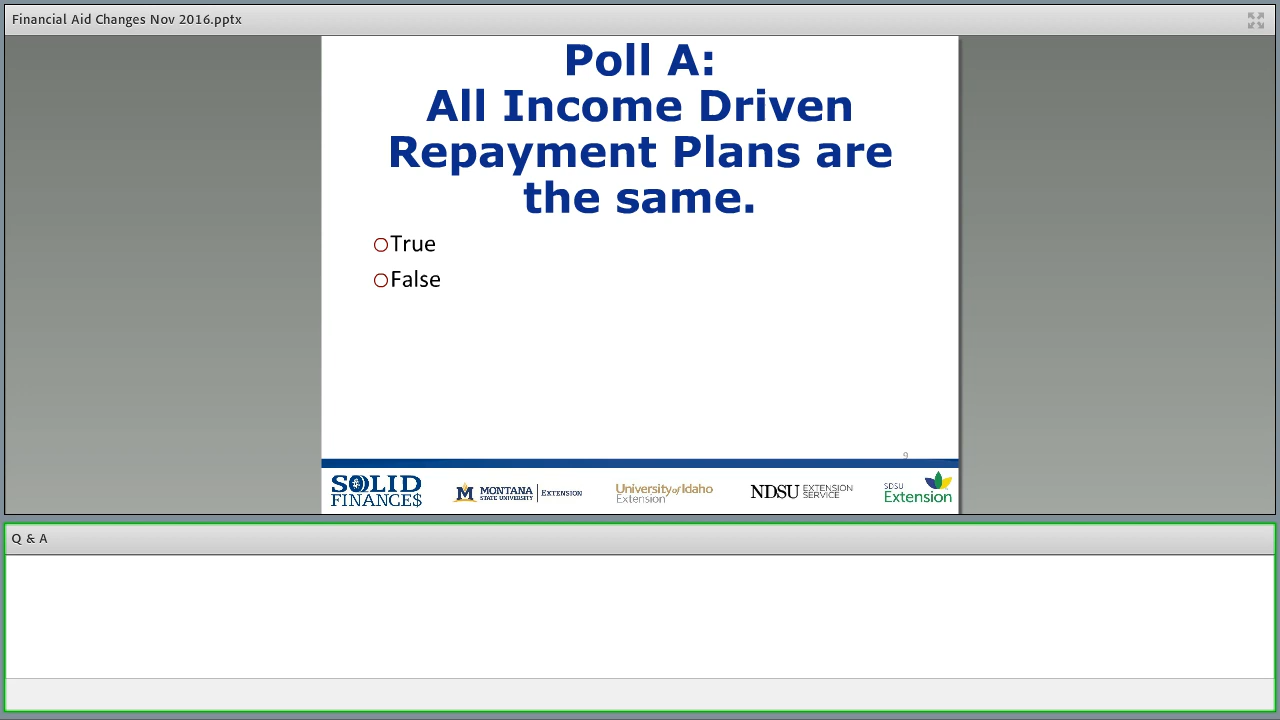 Financial Aid Changes Nov 2016.pptx
Poll A:
All Income Driven
Repayment Plans are
the same.
True
False
9
SOLID
FINANCE$
M MONTANA
STATE UNIVERSITY
EXTENSION
University of Idaho
Extension
NDSU EXTENSION
SERVICE
SDSU
Extension
Q & A